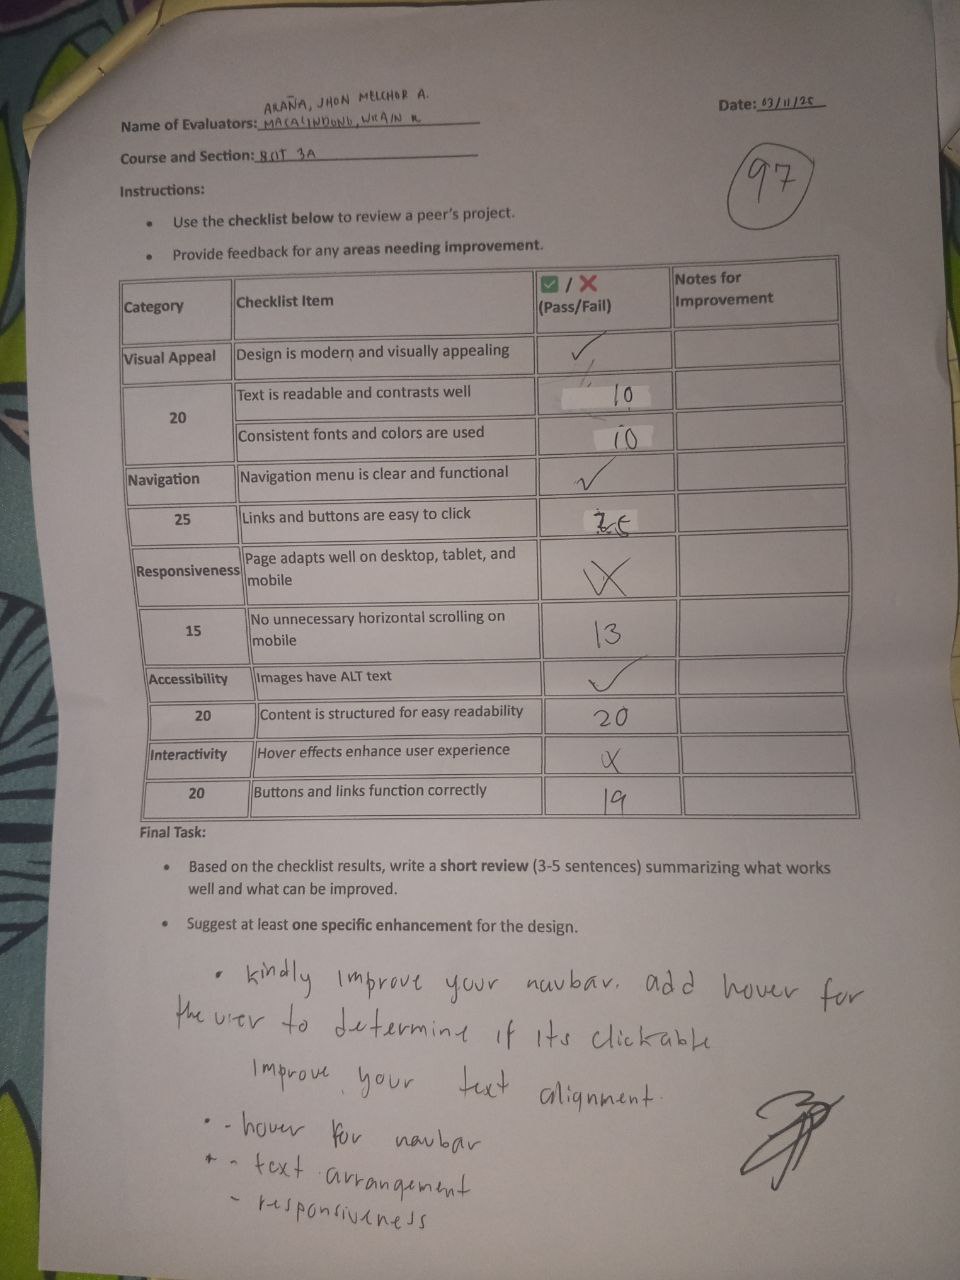 ARAÑA, JHON MELCHOR A.
Name of Evaluators: MACALINDONG, WRAIN R
Date: 03/11/25
Course and Section: BOT 3A
97
Instructions:
• Use the checklist below to review a peer's project.
• Provide feedback for any areas needing improvement.
Category Checklist Item ✅ / ❌ (Pass/Fail) Notes for Improvement
Visual Appeal Design is modern and visually appealing ✓
20 Text is readable and contrasts well 10
Consistent fonts and colors are used 10
Navigation Navigation menu is clear and functional ✓
25 Links and buttons are easy to click 25
Responsiveness Page adapts well on desktop, tablet, and mobile X
15 No unnecessary horizontal scrolling on mobile 13
Accessibility Images have ALT text ✓
20 Content is structured for easy readability 20
Interactivity Hover effects enhance user experience X
20 Buttons and links function correctly 19
Final Task:
• Based on the checklist results, write a short review (3-5 sentences) summarizing what works
well and what can be improved.
• Suggest at least one specific enhancement for the design.
• kindly improve your navbar. add hover for
the user to determine if its clickable
Improve your text alignment.
• - hover for navbar
• - text arrangement
- responsiveness